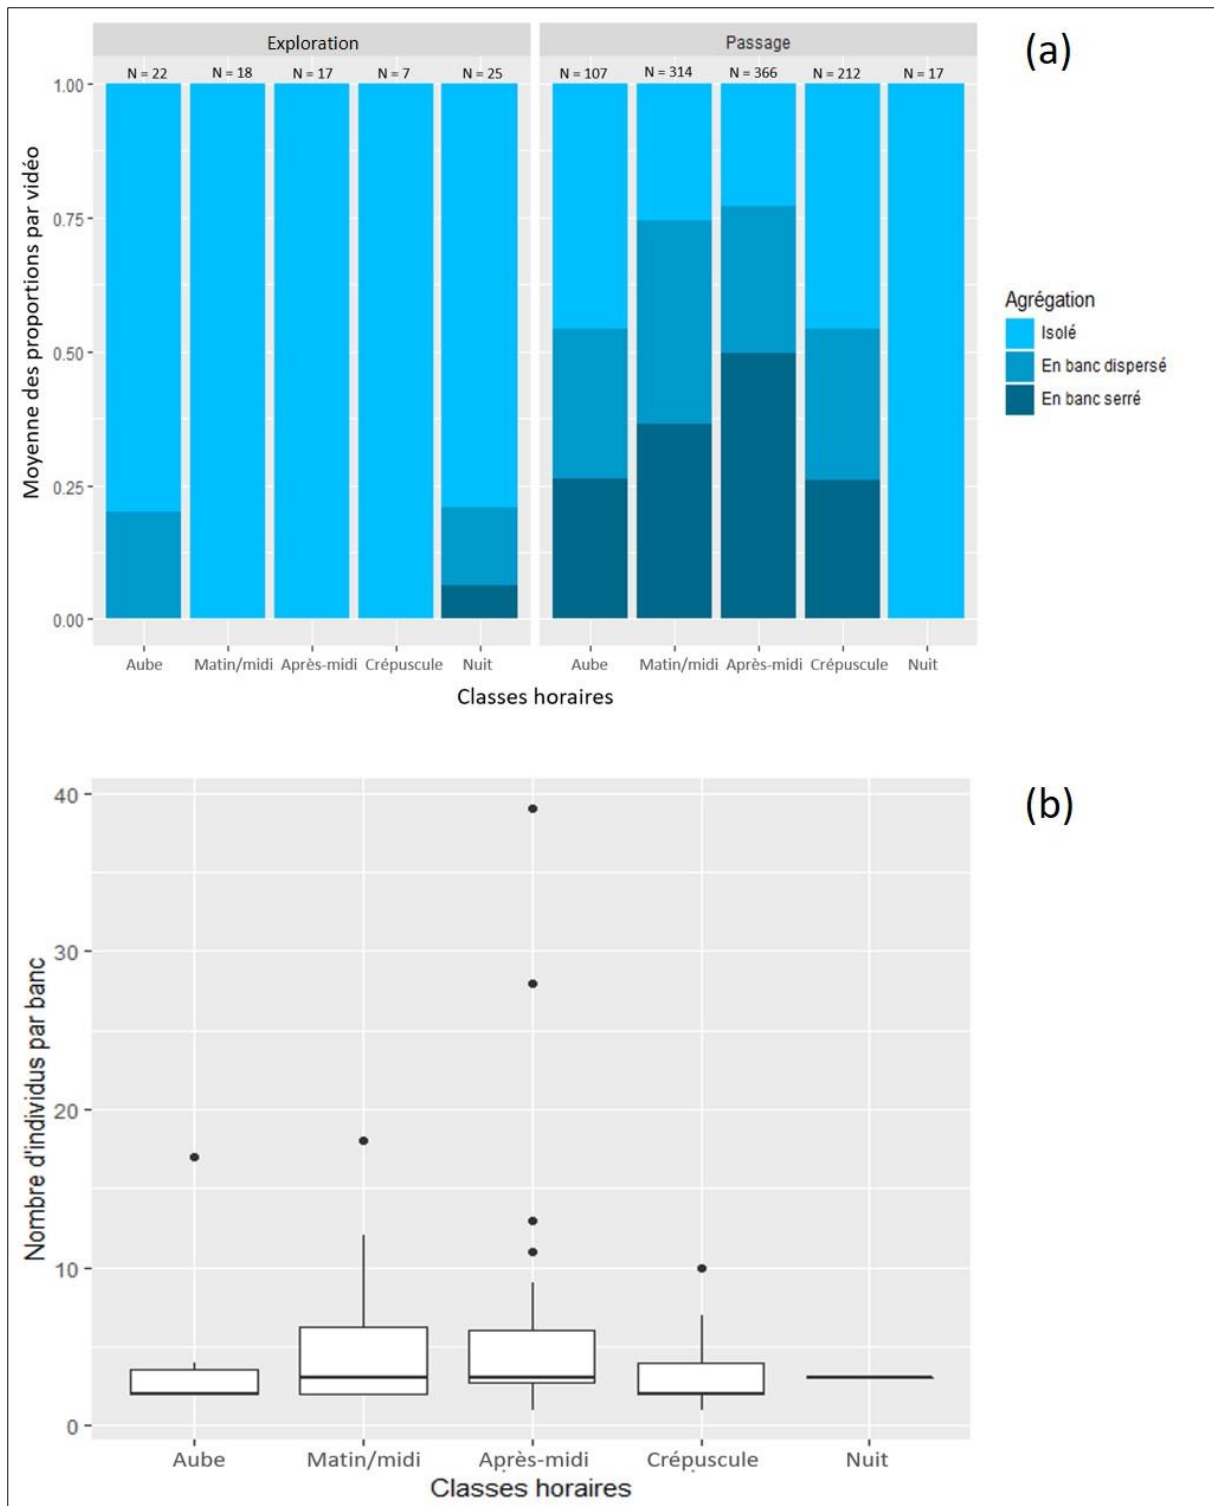 Exploration
Passage
(a)
N = 22 N = 18 N = 17 N = 7 N = 25
N = 107 N = 314 N = 366 N = 212 N = 17
Moyenne des proportions par vidéo
1.00
0.75
0.50
0.25
0.00
Aube Matin/midi Après-midi Crépuscule Nuit
Aube Matin/midi Après-midi Crépuscule Nuit
Classes horaires
Agrégation
Isolé
En banc dispersé
En banc serré
(b)
Nombre d'individus par banc
40
30
20
10
0
Aube Matin/midi Après-midi Crépuscule Nuit
Classes horaires